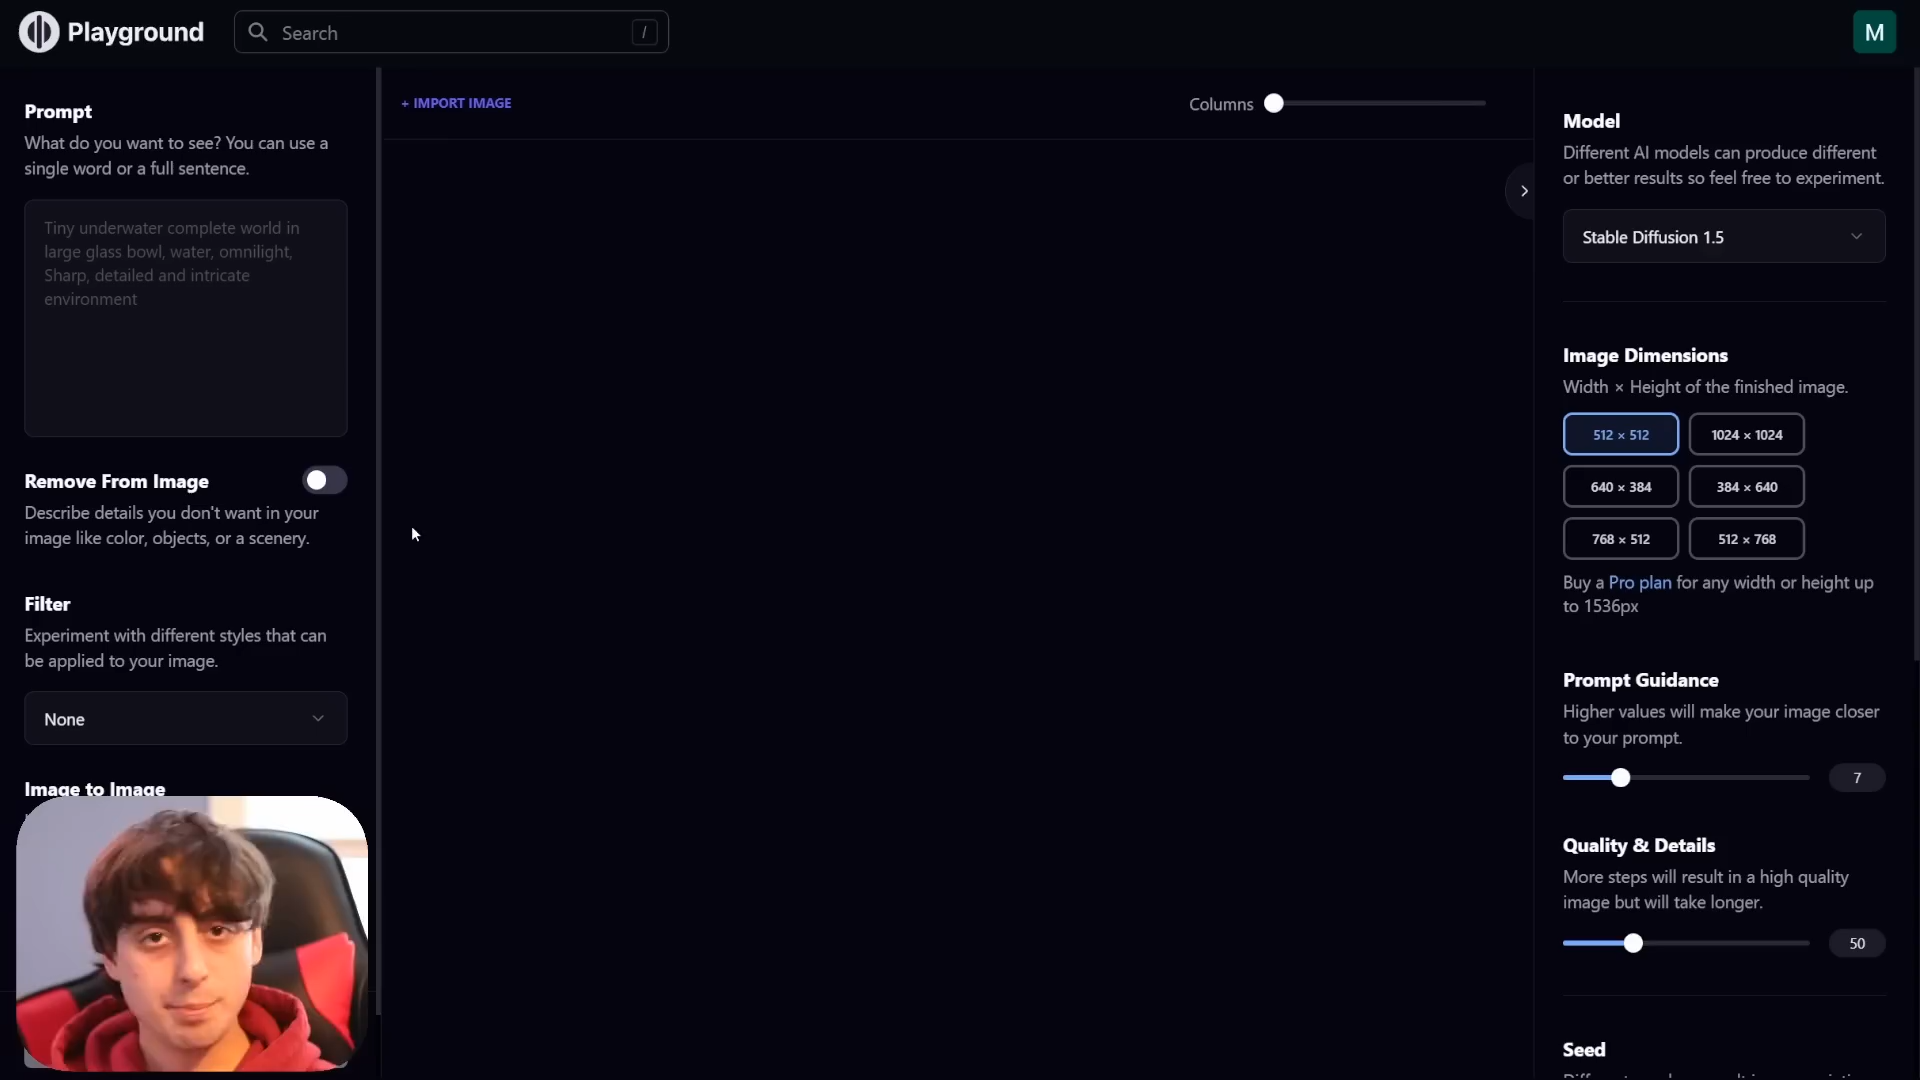 Playground
Search
/
M
Prompt
What do you want to see? You can use a
single word or a full sentence.
Tiny underwater complete world in
large glass bowl, water, omnilight,
Sharp, detailed and intricate
environment
Remove From Image
Describe details you don't want in your
image like color, objects, or a scenery.
Filter
Experiment with different styles that can
be applied to your image.
None
Image to Image
+ IMPORT IMAGE
Columns
Model
Different AI models can produce different
or better results so feel free to experiment.
Stable Diffusion 1.5
Image Dimensions
Width × Height of the finished image.
512 × 512
1024 × 1024
640 × 384
384 × 640
768 × 512
512 × 768
Buy a Pro plan for any width or height up
to 1536px
Prompt Guidance
Higher values will make your image closer
to your prompt.
7
Quality & Details
More steps will result in a high quality
image but will take longer.
50
Seed